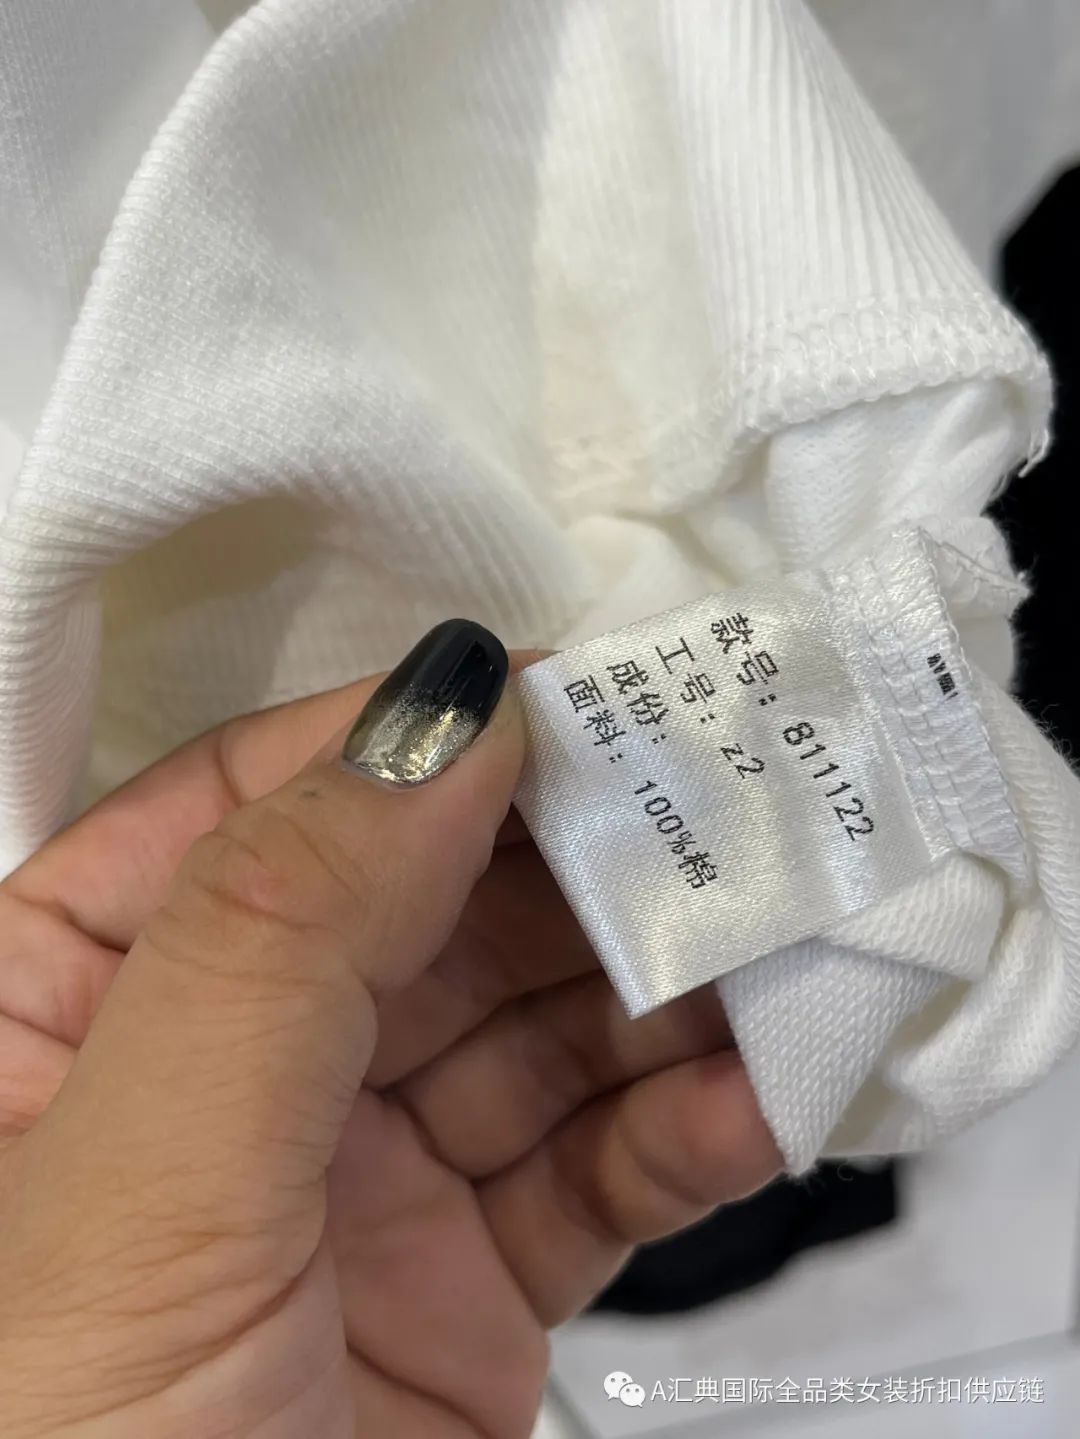 款号：811122
工号：z2
成份：
面料：100%棉
A汇典国际全品类女装折扣供应链